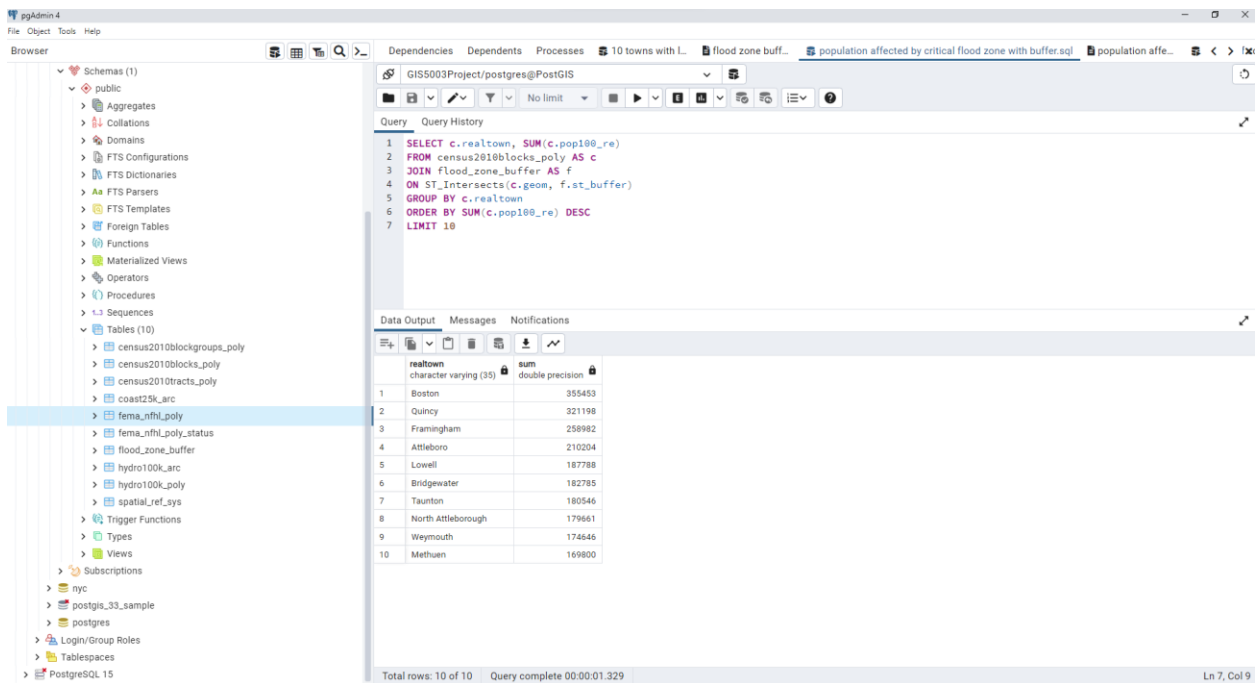 pgAdmin 4
File Object Tools Help
Browser
Dependencies Dependents Processes 10 towns with l... flood zone buff... population affected by critical flood zone with buffer.sql population affe...
Schemas (1)
public
Aggregates
Collations
Domains
FTS Configurations
FTS Dictionaries
FTS Parsers
FTS Templates
Foreign Tables
Functions
Materialized Views
Operators
Procedures
1..3 Sequences
Tables (10)
census2010blockgroups_poly
census2010blocks_poly
census2010tracts_poly
coast25k_arc
fema_nfhl_poly
fema_nfhl_poly_status
flood_zone_buffer
hydro100k_arc
hydro100k_poly
spatial_ref_sys
Trigger Functions
Types
Views
Subscriptions
nyc
postgis_33_sample
postgres
Login/Group Roles
Tablespaces
PostgreSQL 15
GIS5003Project/postgres@PostGIS
No limit
Query Query History
1 SELECT c.realtown, SUM(c.pop100_re)
2 FROM census2010blocks_poly AS c
3 JOIN flood_zone_buffer AS f
4 ON ST_Intersects(c.geom, f.st_buffer)
5 GROUP BY c.realtown
6 ORDER BY SUM(c.pop100_re) DESC
7 LIMIT 10
Data Output Messages Notifications
realtown sum
character varying (35) double precision
1 Boston 355453
2 Quincy 321198
3 Framingham 258982
4 Attleboro 210204
5 Lowell 187788
6 Bridgewater 182785
7 Taunton 180546
8 North Attleborough 179661
9 Weymouth 174646
10 Methuen 169800
Total rows: 10 of 10 Query complete 00:00:01.329 Ln 7, Col 9